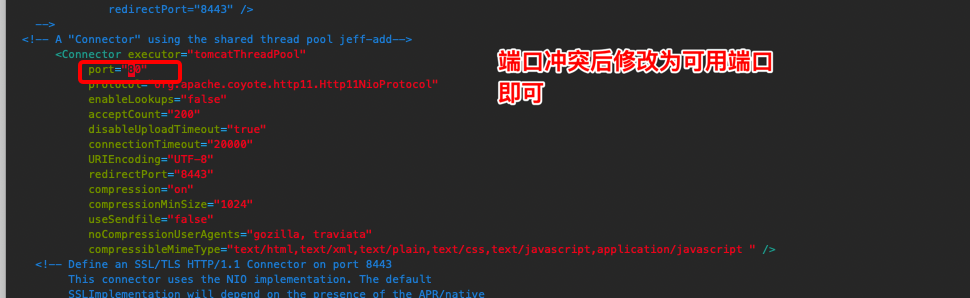 redirectPort="8443" />
-->
<!-- A "Connector" using the shared thread pool jeff-add-->
<Connector executor="tomcatThreadPool"
port="80"
protocol="org.apache.coyote.http11.Http11NioProtocol"
enableLookups="false"
acceptCount="200"
disableUploadTimeout="true"
connectionTimeout="20000"
URIEncoding="UTF-8"
redirectPort="8443"
compression="on"
compressionMinSize="1024"
useSendfile="false"
noCompressionUserAgents="gozilla, traviata"
compressibleMimeType="text/html,text/xml,text/plain,text/css,text/javascript,application/javascript " />
<!-- Define an SSL/TLS HTTP/1.1 Connector on port 8443
This connector uses the NIO implementation. The default
SSLImplementation will depend on the presence of the APR/native
端口冲突后修改为可用端口
即可